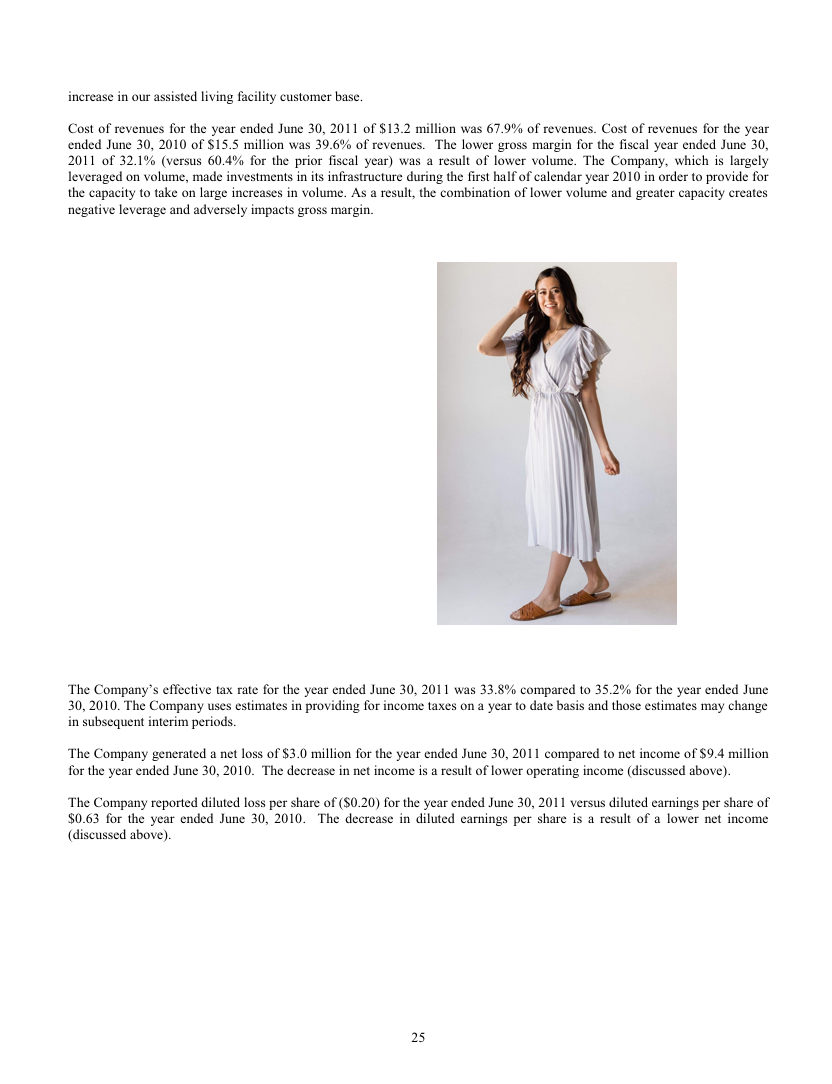 increase in our assisted living facility customer base.
Cost of revenues for the year ended June 30, 2011 of $13.2 million was 67.9% of revenues. Cost of revenues for the year
ended June 30, 2010 of $15.5 million was 39.6% of revenues.  The lower gross margin for the fiscal year ended June 30,
2011 of 32.1% (versus 60.4% for the prior fiscal year) was a result of lower volume. The Company, which is largely
leveraged on volume, made investments in its infrastructure during the first half of calendar year 2010 in order to provide for
the capacity to take on large increases in volume. As a result, the combination of lower volume and greater capacity creates
negative leverage and adversely impacts gross margin.
The Company’s effective tax rate for the year ended June 30, 2011 was 33.8% compared to 35.2% for the year ended June
30, 2010. The Company uses estimates in providing for income taxes on a year to date basis and those estimates may change
in subsequent interim periods.
The Company generated a net loss of $3.0 million for the year ended June 30, 2011 compared to net income of $9.4 million
for the year ended June 30, 2010.  The decrease in net income is a result of lower operating income (discussed above).
The Company reported diluted loss per share of ($0.20) for the year ended June 30, 2011 versus diluted earnings per share of
$0.63 for the year ended June 30, 2010.  The decrease in diluted earnings per share is a result of a lower net income
(discussed above).
25